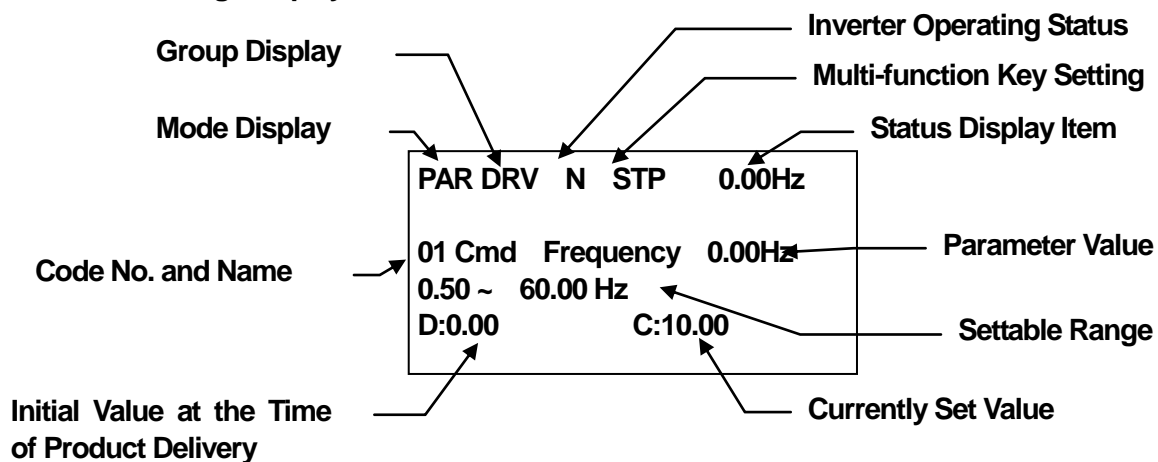 Group Display
Inverter Operating Status
Multi-function Key Setting
Mode Display
Status Display Item
PAR DRV N STP 0.00Hz
01 Cmd Frequency 0.00Hz
Parameter Value
Code No. and Name
0.50 ~ 60.00 Hz
D:0.00 C:10.00
Settable Range
Initial Value at the Time
of Product Delivery
Currently Set Value